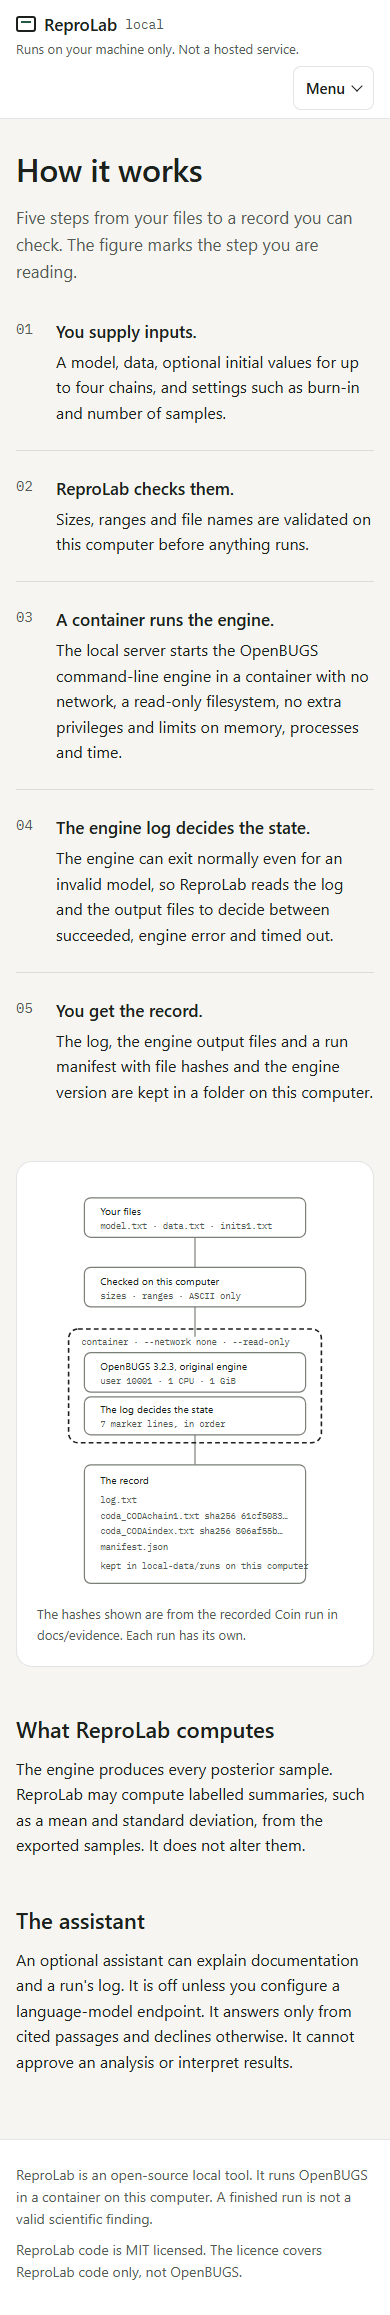 ReproLab local
Runs on your machine only. Not a hosted service.
Menu
How it works
Five steps from your files to a record you can
check. The figure marks the step you are
reading.
01 You supply inputs.
A model, data, optional initial values for up
to four chains, and settings such as burn-in
and number of samples.
02 ReproLab checks them.
Sizes, ranges and file names are validated on
this computer before anything runs.
03 A container runs the engine.
The local server starts the OpenBUGS
command-line engine in a container with no
network, a read-only filesystem, no extra
privileges and limits on memory, processes
and time.
04 The engine log decides the state.
The engine can exit normally even for an
invalid model, so ReproLab reads the log
and the output files to decide between
succeeded, engine error and timed out.
05 You get the record.
The log, the engine output files and a run
manifest with file hashes and the engine
version are kept in a folder on this computer.
Your files
model.txt · data.txt · inits1.txt
Checked on this computer
sizes · ranges · ASCII only
container · --network none · --read-only
OpenBUGS 3.2.3, original engine
user 10001 · 1 CPU · 1 GiB
The log decides the state
7 marker lines, in order
The record
log.txt
coda_CODAchain1.txt sha256 61cf5083…
coda_CODAindex.txt sha256 806af55b…
manifest.json
kept in local-data/runs on this computer
The hashes shown are from the recorded Coin run in
docs/evidence. Each run has its own.
What ReproLab computes
The engine produces every posterior sample.
ReproLab may compute labelled summaries, such
as a mean and standard deviation, from the
exported samples. It does not alter them.
The assistant
An optional assistant can explain documentation
and a run's log. It is off unless you configure a
language-model endpoint. It answers only from
cited passages and declines otherwise. It cannot
approve an analysis or interpret results.
ReproLab is an open-source local tool. It runs OpenBUGS
in a container on this computer. A finished run is not a
valid scientific finding.
ReproLab code is MIT licensed. The licence covers
ReproLab code only, not OpenBUGS.